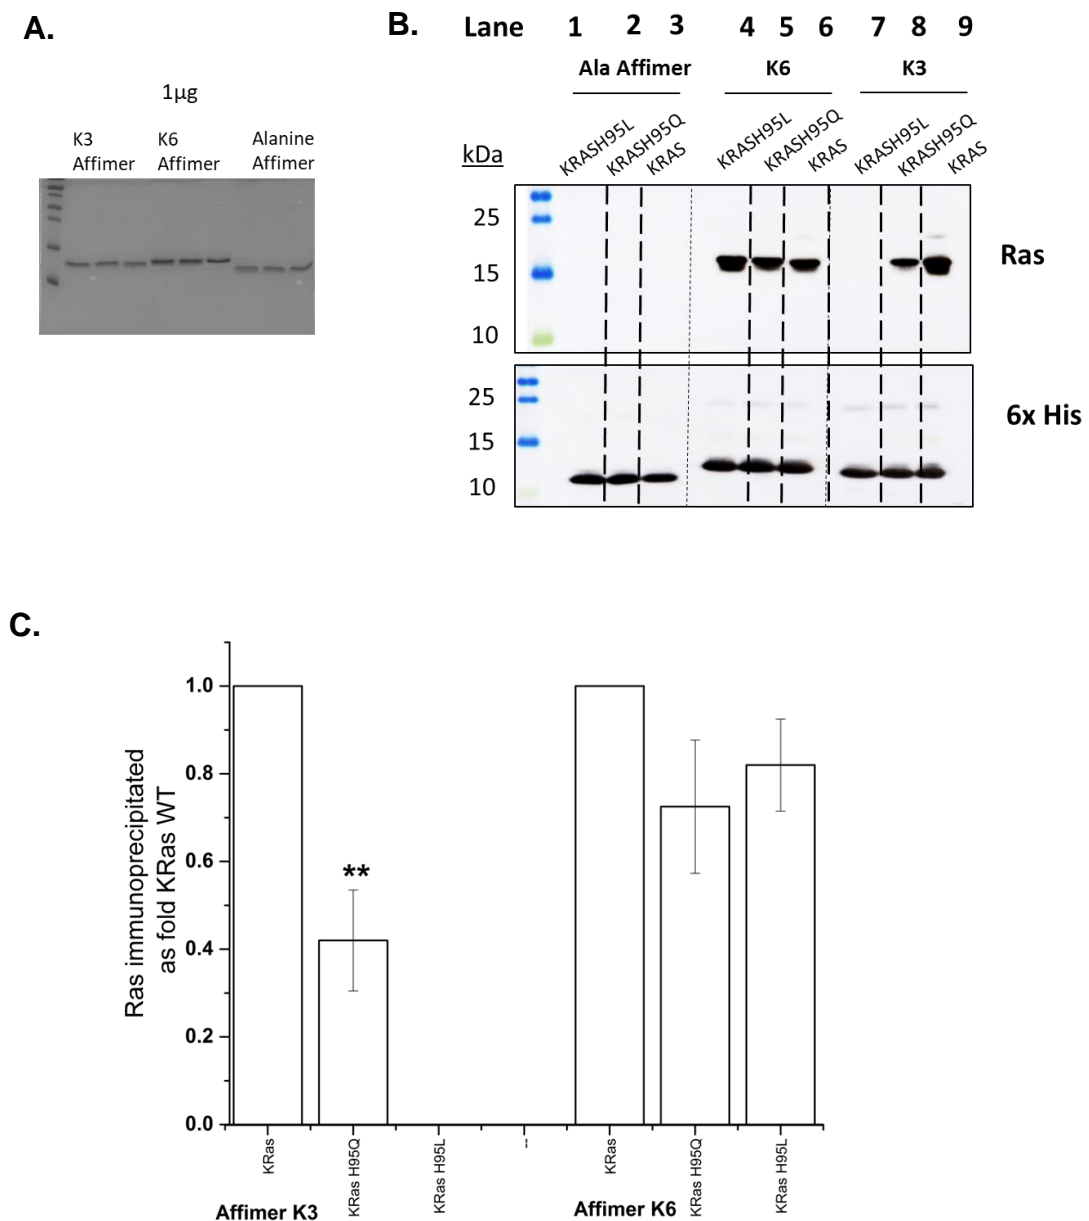 A.
1µg
K3 Affimer
K6 Affimer
Alanine Affimer
B.
Lane 1 2 3 4 5 6 7 8 9
Ala Affimer K6 K3
kDa
KRASH95L KRASH95Q KRAS KRASH95L KRASH95Q KRAS KRASH95L KRASH95Q KRAS
25
15
10
Ras
25
15
10
6x His
C.
Ras immunoprecipitated
as fold KRas WT
1.0
0.8
0.6
0.4
0.2
0.0
**
KRas
KRas H95Q
KRas H95L
--
KRas
KRas H95Q
KRas H95L
Affimer K3
Affimer K6